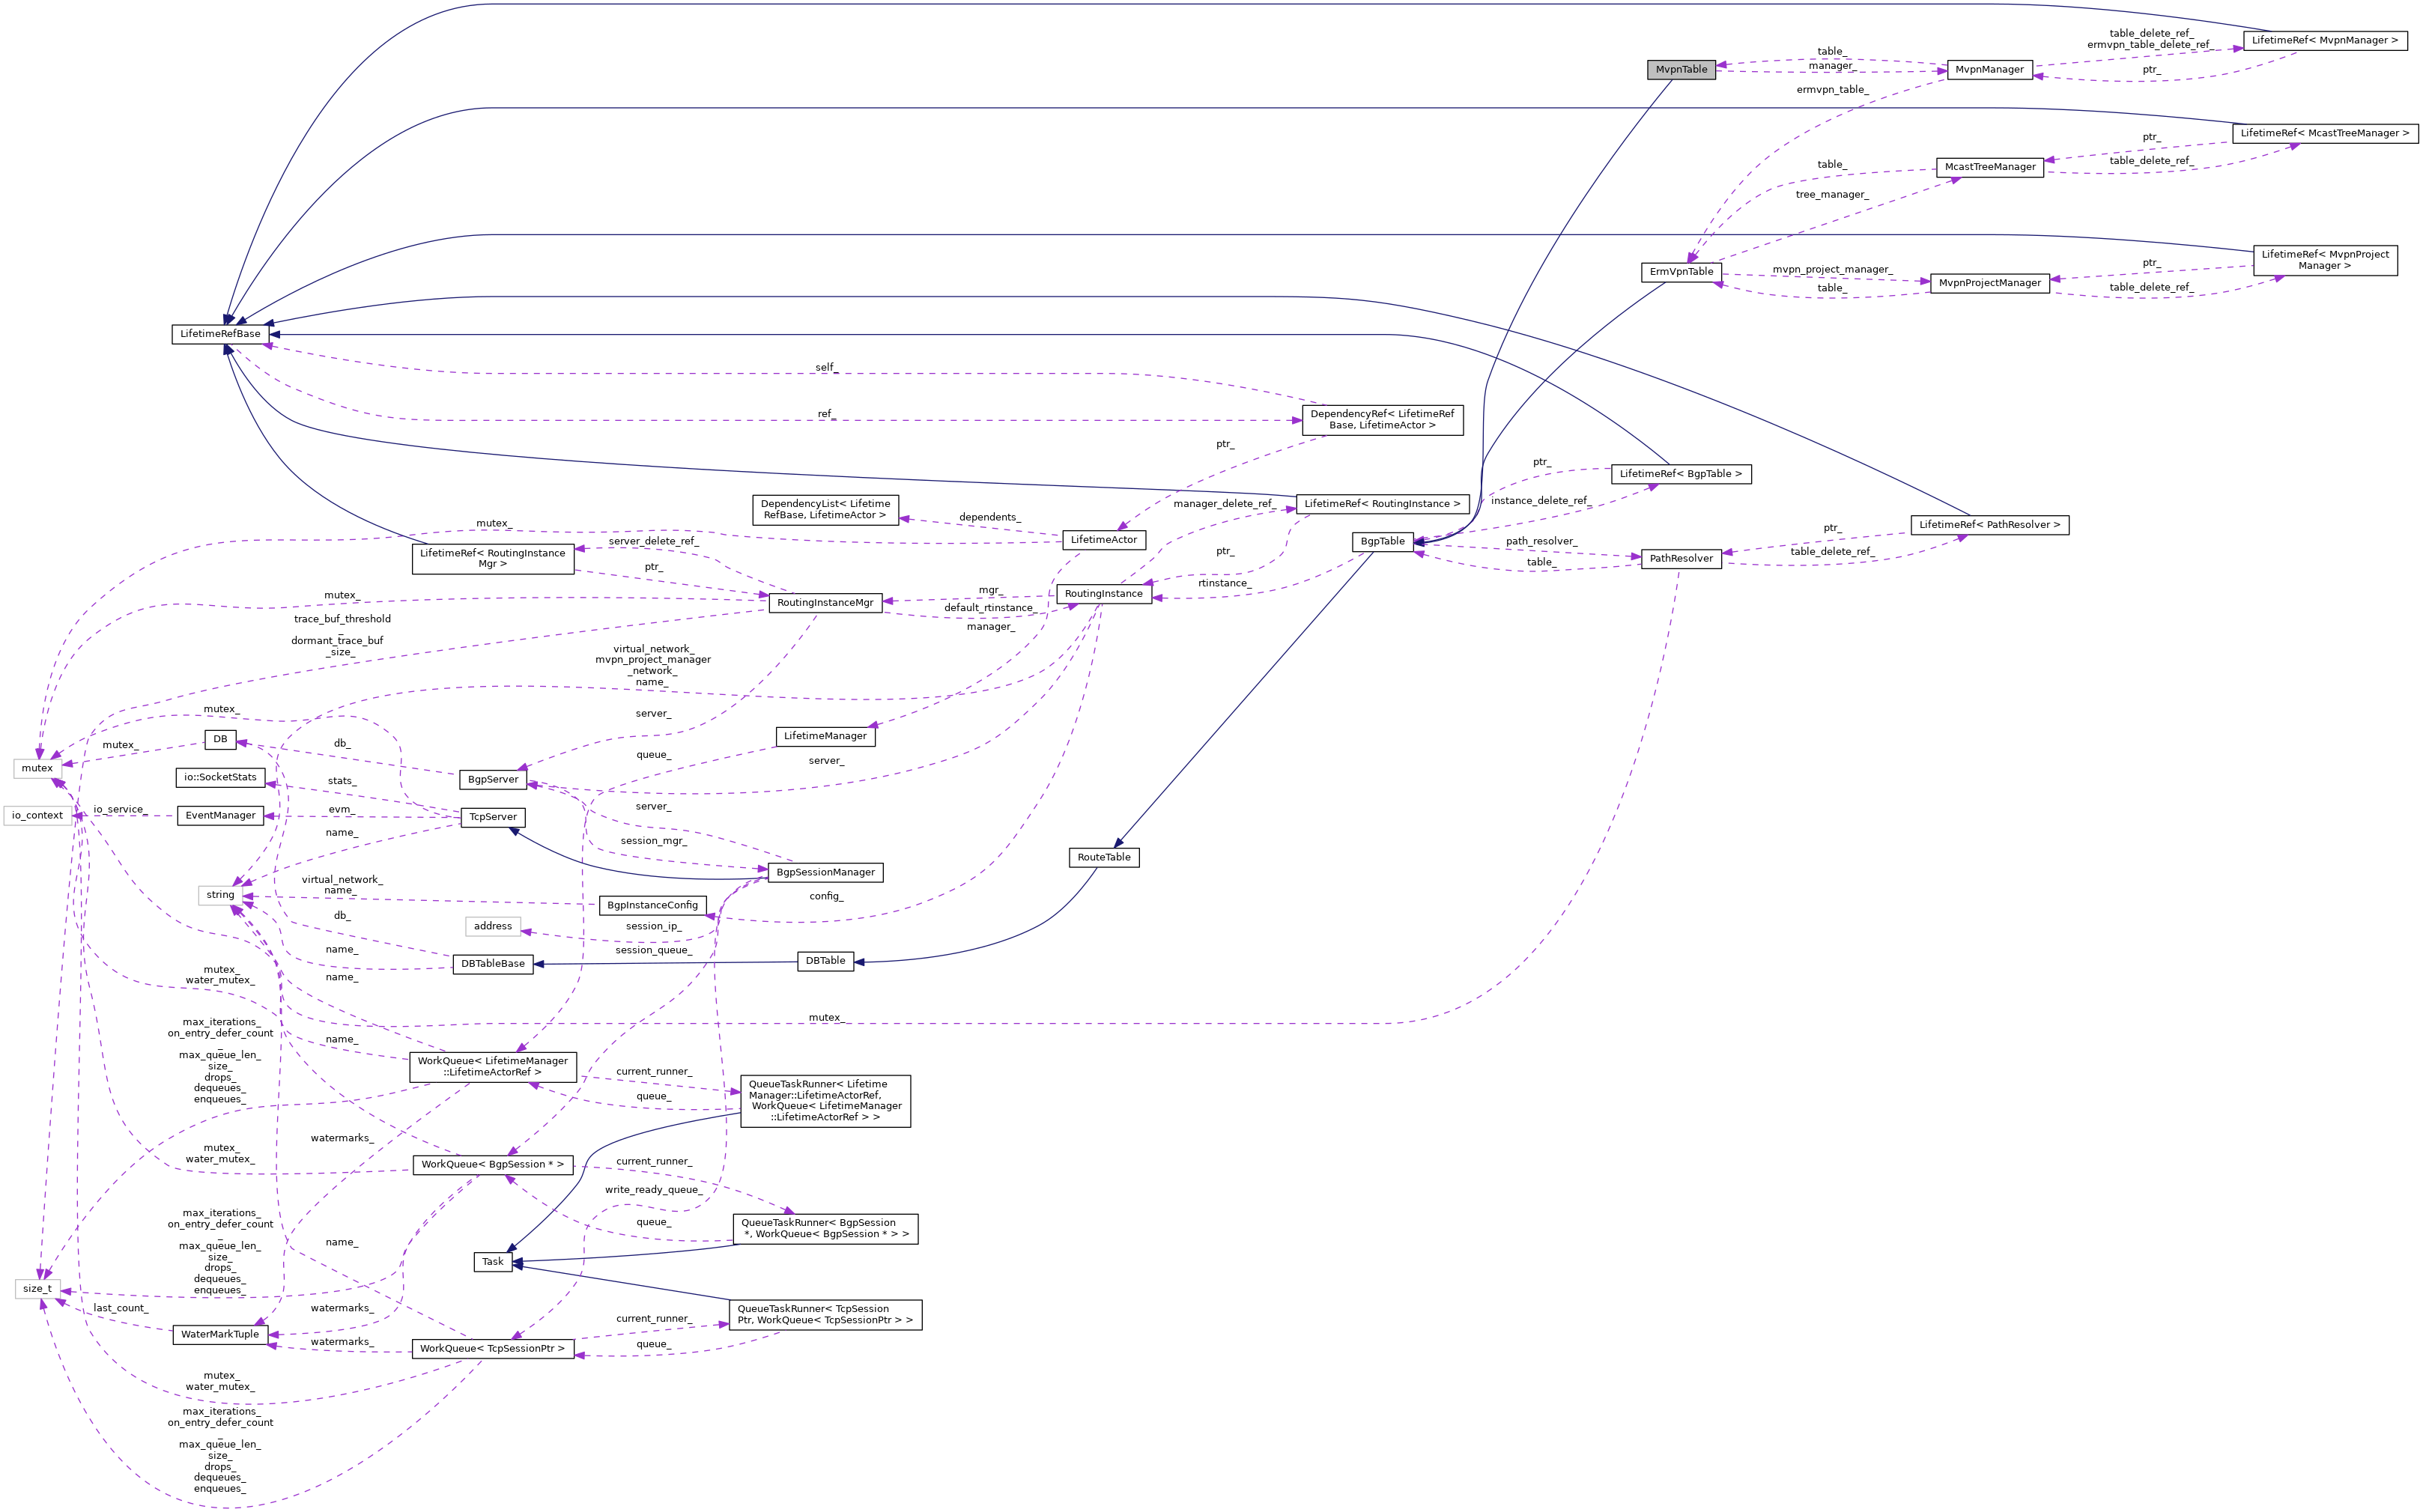 table_delete_ref_
ermvpn_table_delete_ref_
LifetimeRef< MvpnManager >
table_
manager_
MvpnTable
MvpnManager
ptr_
ermvpn_table_
LifetimeRef< McastTreeManager >
ptr_
table_delete_ref_
table_
McastTreeManager
tree_manager_
LifetimeRef< MvpnProject
Manager >
ptr_
table_delete_ref_
ErmVpnTable
mvpn_project_manager_
table_
MvpnProjectManager
LifetimeRefBase
self_
ref_
DependencyRef< LifetimeRef
Base, LifetimeActor >
ptr_
ptr_
LifetimeRef< BgpTable >
instance_delete_ref_
DependencyList< Lifetime
RefBase, LifetimeActor >
dependents_
manager_delete_ref_
LifetimeRef< RoutingInstance >
mutex_
LifetimeActor
LifetimeRef< PathResolver >
ptr_
table_delete_ref_
server_delete_ref_
LifetimeRef< RoutingInstance
Mgr >
ptr_
ptr_
BgpTable
path_resolver_
table_
PathResolver
rtinstance_
mutex_
RoutingInstanceMgr
mgr_
default_rtinstance_
RoutingInstance
manager_
trace_buf_threshold
_
dormant_trace_buf
_size_
virtual_network_
mvpn_project_manager
_network_
name_
mutex_
server_
LifetimeManager
DB
mutex_
db_
queue_
server_
mutex
io::SocketStats
stats_
BgpServer
io_context
io_service_
EventManager
evm_
TcpServer
server_
name_
session_mgr_
RouteTable
BgpSessionManager
string
virtual_network_
name_
BgpInstanceConfig
config_
db_
address
session_ip_
name_
session_queue_
DBTableBase
DBTable
mutex_
water_mutex_
name_
mutex_
max_iterations_
on_entry_defer_count
_
max_queue_len_
size_
drops_
dequeues_
enqueues_
name_
WorkQueue< LifetimeManager
::LifetimeActorRef >
current_runner_
queue_
QueueTaskRunner< Lifetime
Manager::LifetimeActorRef,
WorkQueue< LifetimeManager
::LifetimeActorRef > >
watermarks_
mutex_
water_mutex_
WorkQueue< BgpSession * >
current_runner_
write_ready_queue_
queue_
QueueTaskRunner< BgpSession
*, WorkQueue< BgpSession * > >
max_iterations_
on_entry_defer_count
_
max_queue_len_
size_
drops_
dequeues_
enqueues_
name_
Task
size_t
last_count_
watermarks_
WaterMarkTuple
watermarks_
WorkQueue< TcpSessionPtr >
current_runner_
queue_
QueueTaskRunner< TcpSession
Ptr, WorkQueue< TcpSessionPtr > >
mutex_
water_mutex_
max_iterations_
on_entry_defer_count
_
max_queue_len_
size_
drops_
dequeues_
enqueues_